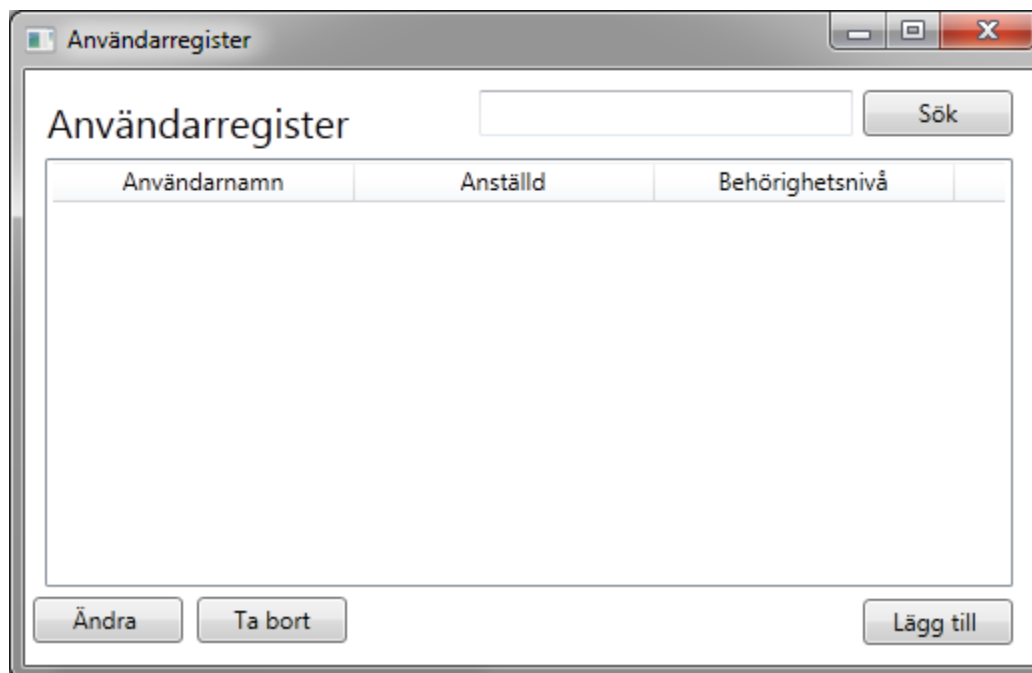 Användarregister
Användarregister
Sök
Användarnamn Anställd Behörighetsnivå
Ändra Ta bort Lägg till